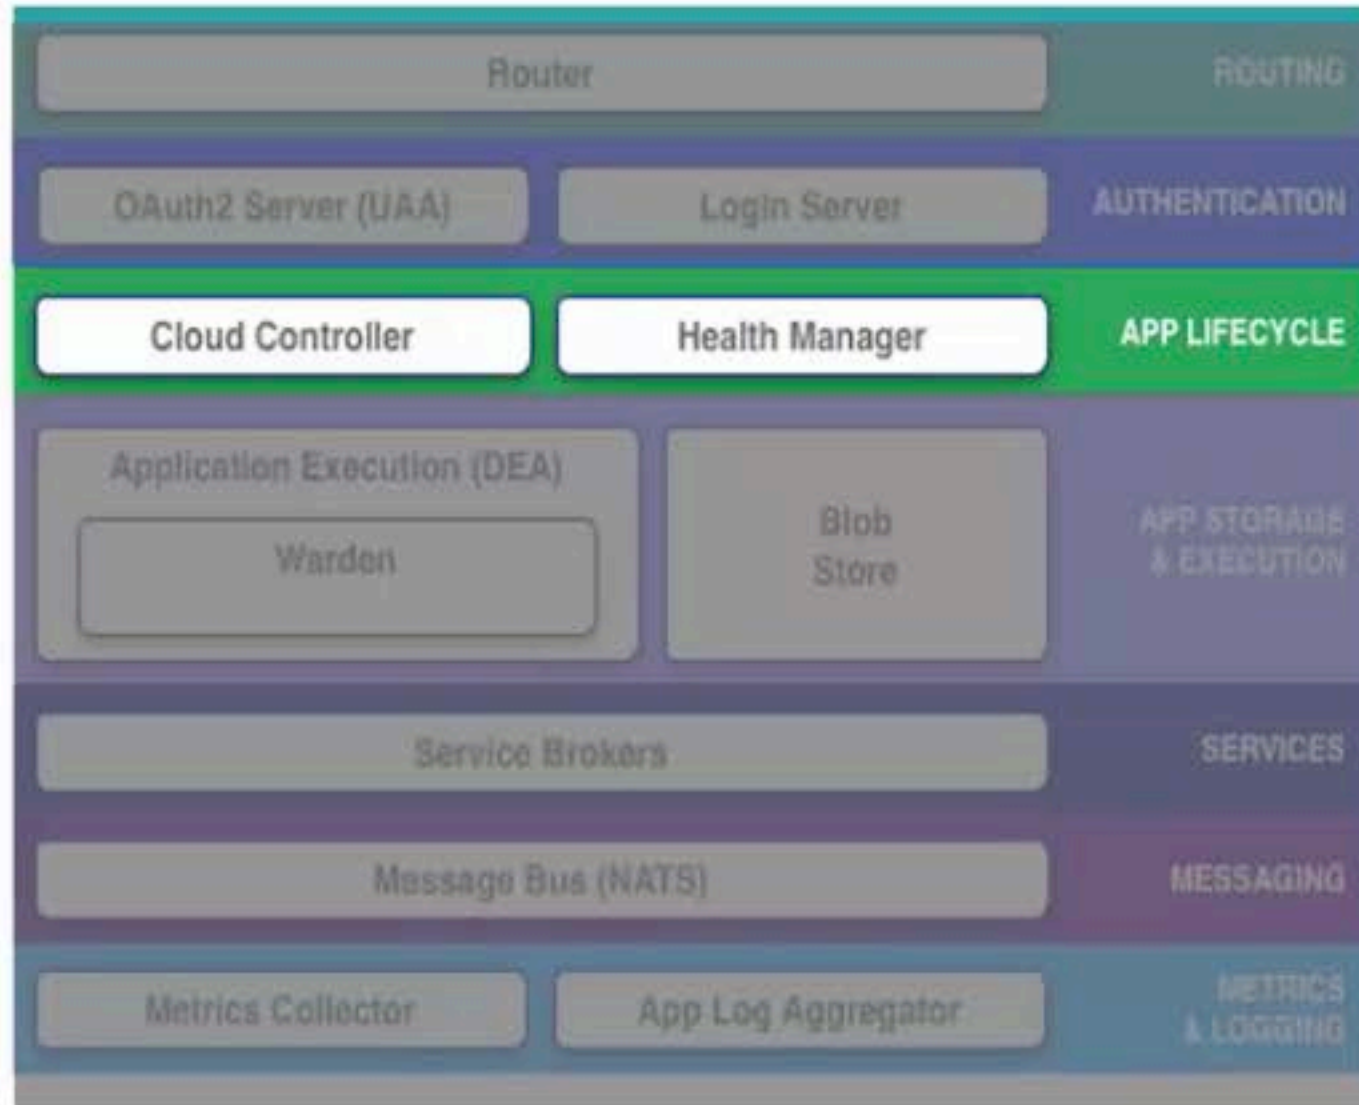 Router
ROUTING
OAuth2 Server (UAA)
Login Server
AUTHENTICATION
Cloud Controller
Health Manager
APP LIFECYCLE
Application Execution (DEA)
Warden
Blob
Store
APP STORAGE
& EXECUTION
Service Brokers
SERVICES
Message Bus (NATS)
MESSAGING
Metrics Collector
App Log Aggregator
METRICS
& LOGGING